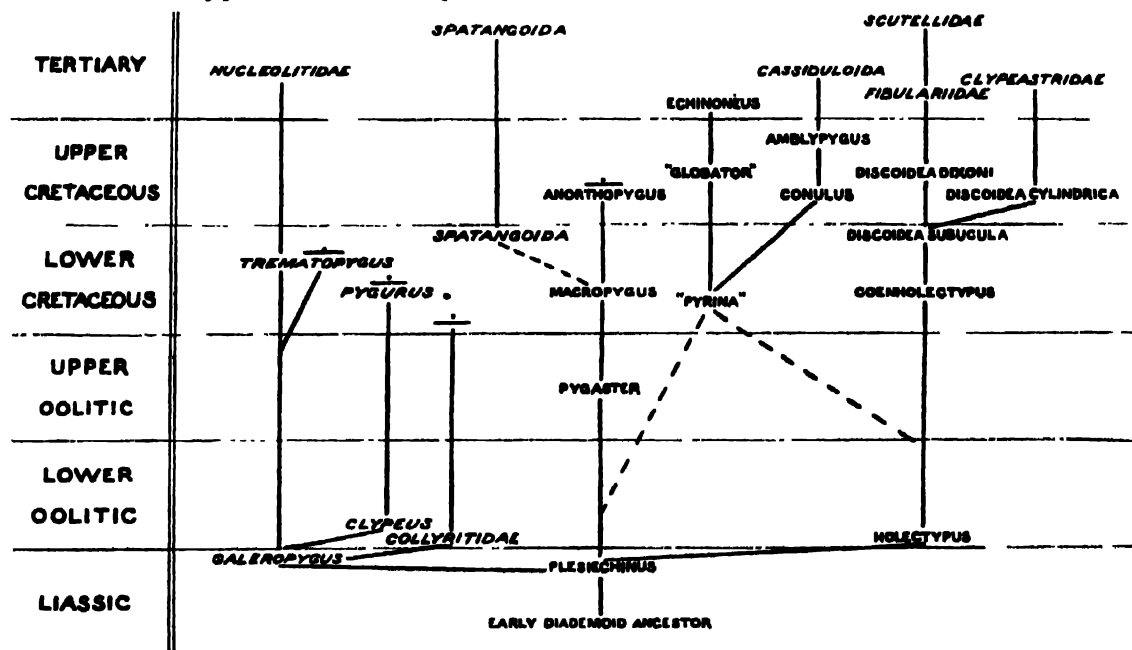 SPATANGOIDA
SCUTELLIDAE
TERTIARY
NUCLEOLITIDAE
CASSIDULOIDA
CLYPEASTRIDAE
FIBULARIIDAE
ECHINONEUS
UPPER
CRETACEOUS
AMBLYPYGUS
"GLOBATOR"
DISCOIDEA DIXONI
ANORTHOPYGUS
CONULUS
DISCOIDEA CYLINDRICA
SPATANGOIDA
DISCOIDEA SUBUCULA
LOWER
CRETACEOUS
TREMATOPYGUS
PYGURUS
MACROPYGUS
"PYRINA"
COENHOLECTYPUS
UPPER
OOLITIC
PYGASTER
LOWER
OOLITIC
CLYPEUS
COLLYRITIDAE
HOLECTYPUS
GALEROPYGUS
PLESIECHINUS
LIASSIC
EARLY DIADEMOID ANCESTOR